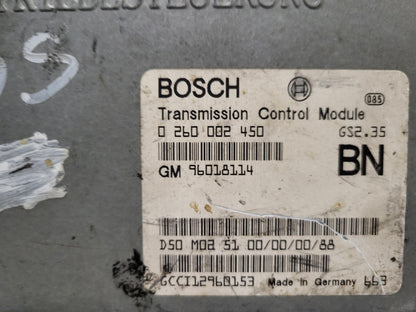 BOSCH
085
Transmission Control Module
0 260 002 450 GS2.35
GM 96018114 BN
D50 M02 51 00/00/00/88
GCCI12960153 Made in Germany 663